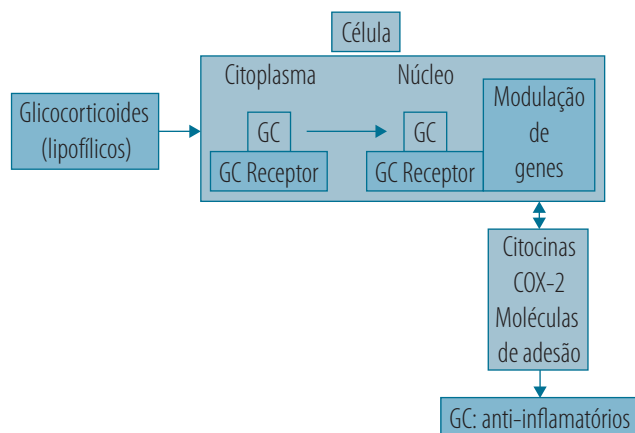 Célula
Glicocorticoides
(lipofílicos)
Citoplasma
GC
GC Receptor
Núcleo
GC
GC Receptor
Modulação
de
genes
Citocinas
COX-2
Moléculas
de adesão
GC: anti-inflamatórios